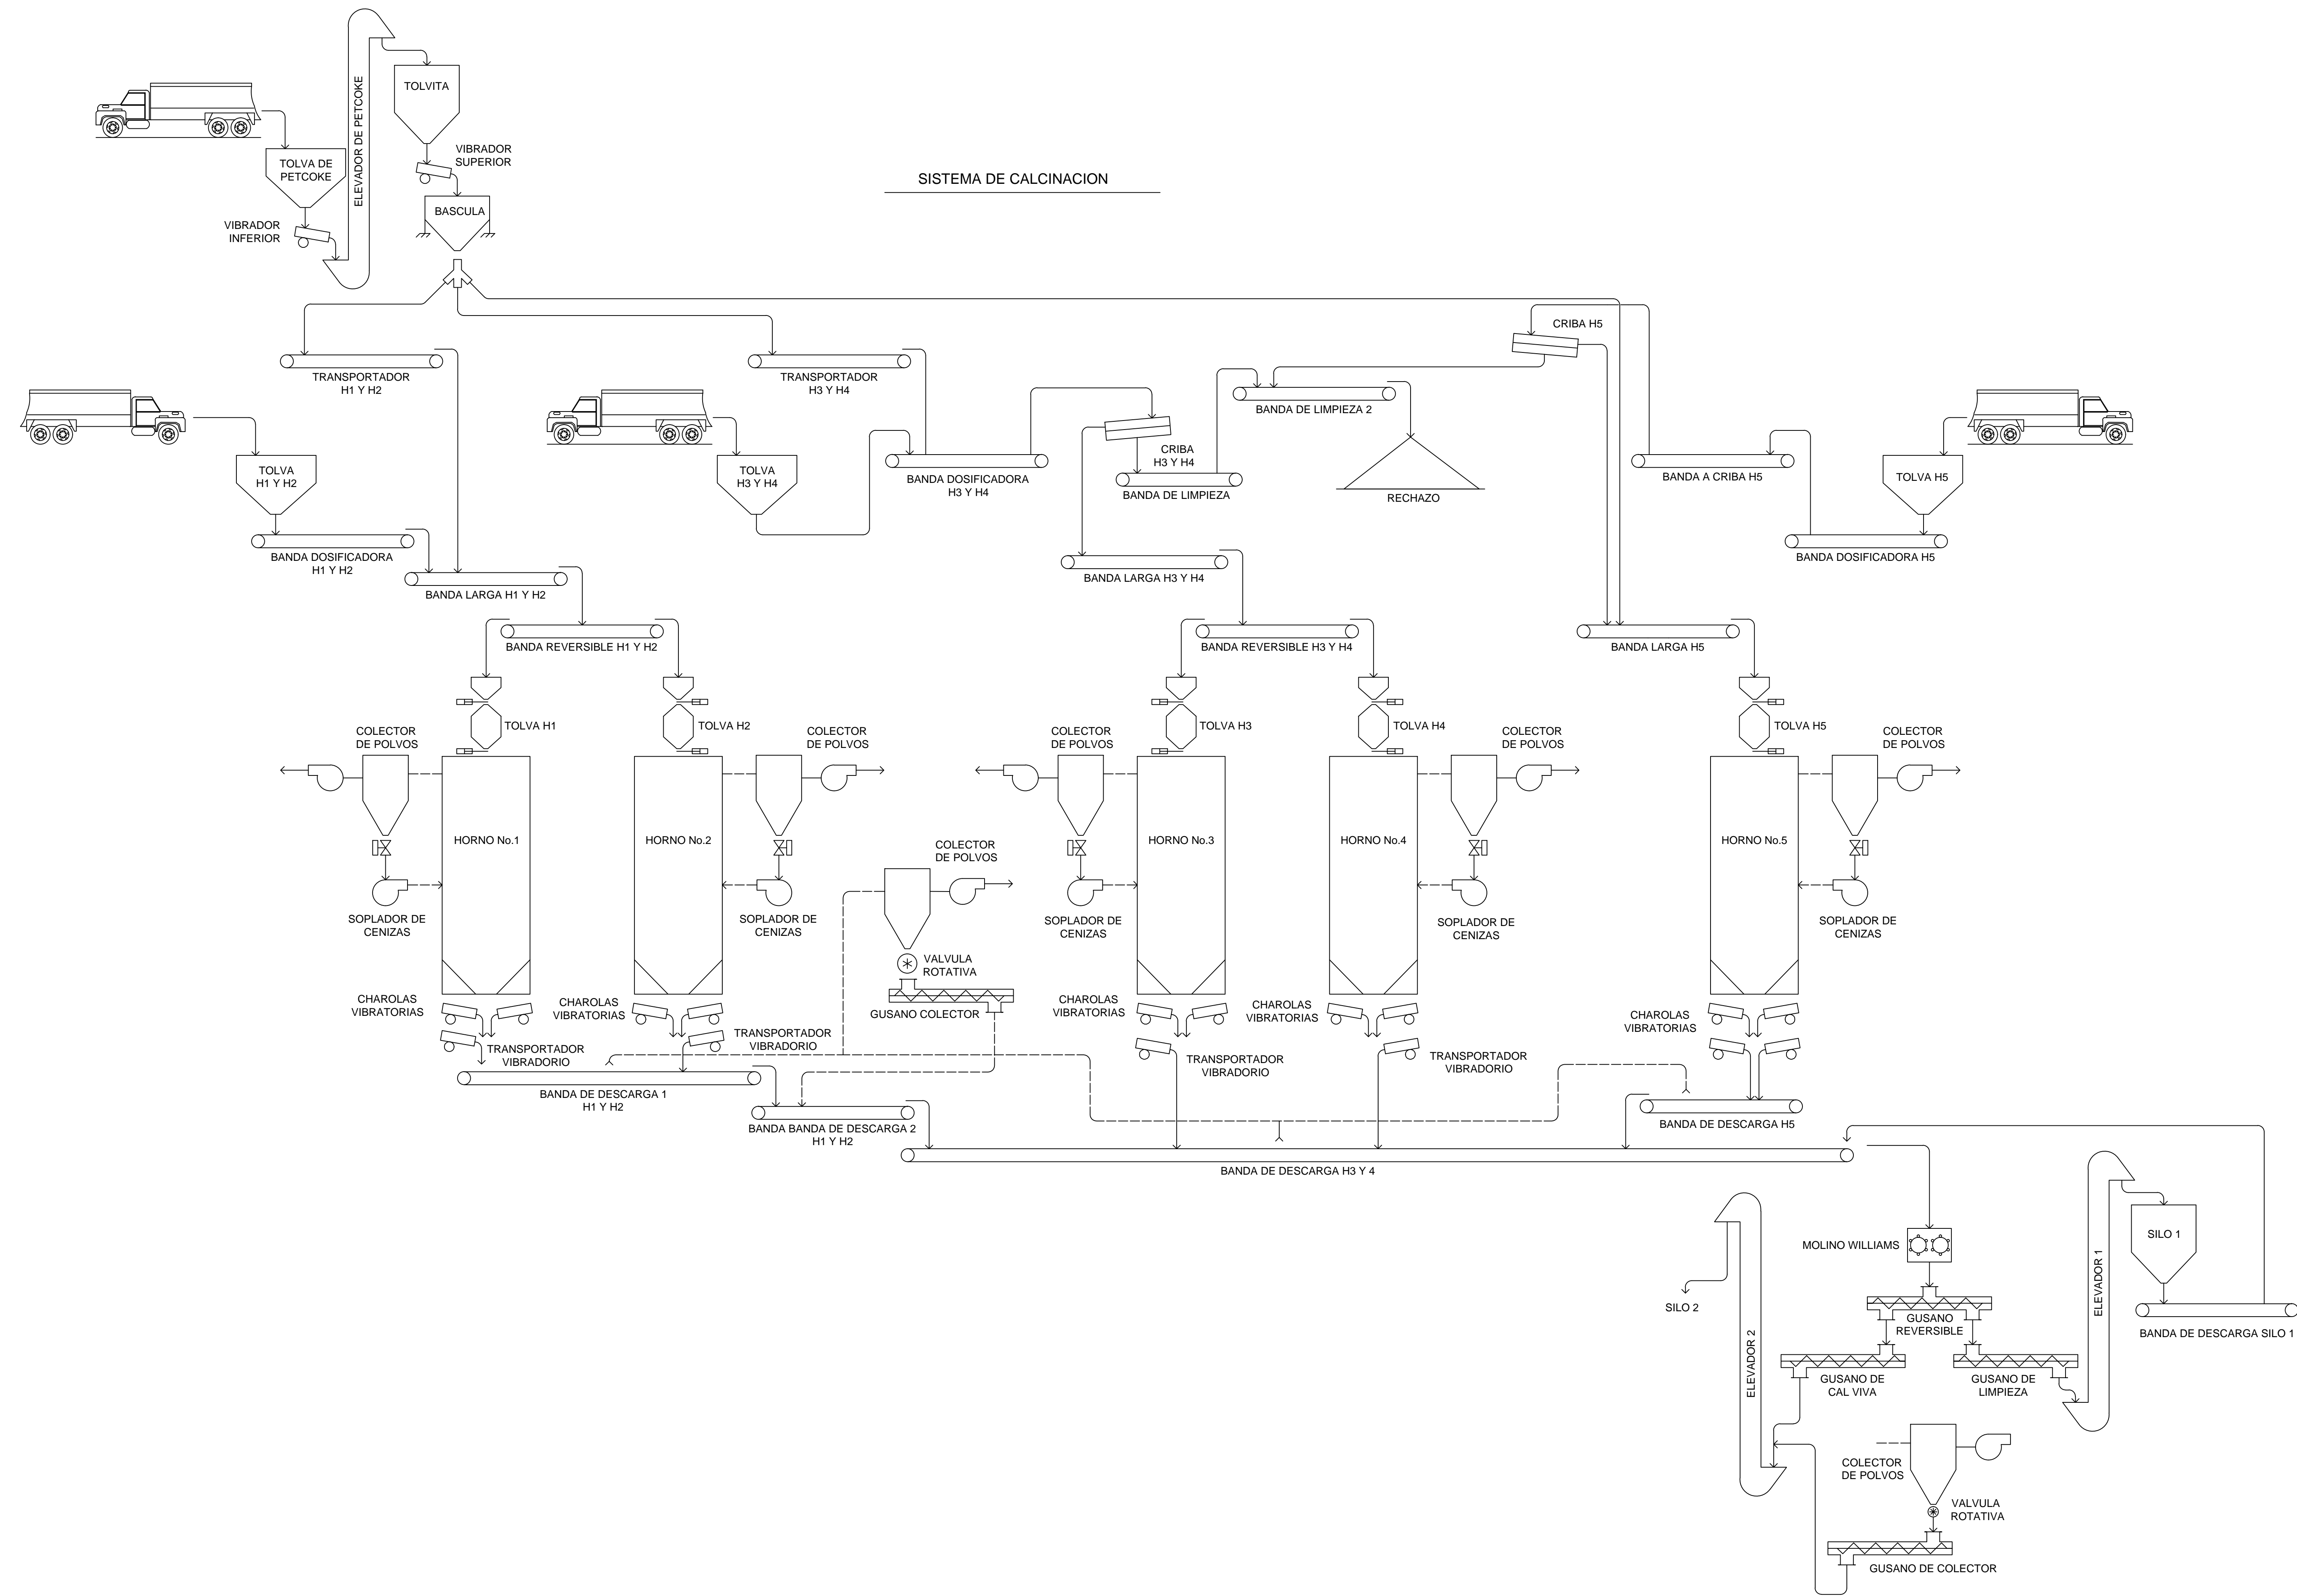 ELEVADOR DE PETCOKE
TOLVITA
TOLVA DE
PETCOKE
VIBRADOR
SUPERIOR
SISTEMA DE CALCINACION
BASCULA
VIBRADOR
INFERIOR
CRIBA H5
TRANSPORTADOR
H1 Y H2
TRANSPORTADOR
H3 Y H4
BANDA DE LIMPIEZA 2
TOLVA
H1 Y H2
TOLVA
H3 Y H4
CRIBA
H3 Y H4
BANDA DOSIFICADORA
H3 Y H4
BANDA DE LIMPIEZA
RECHAZO
BANDA A CRIBA H5
TOLVA H5
BANDA DOSIFICADORA
H1 Y H2
BANDA DOSIFICADORA H5
BANDA LARGA H1 Y H2
BANDA LARGA H3 Y H4
BANDA REVERSIBLE H1 Y H2
BANDA REVERSIBLE H3 Y H4
BANDA LARGA H5
TOLVA H1
TOLVA H2
TOLVA H3
TOLVA H4
TOLVA H5
COLECTOR
DE POLVOS
COLECTOR
DE POLVOS
COLECTOR
DE POLVOS
COLECTOR
DE POLVOS
COLECTOR
DE POLVOS
HORNO No.1
HORNO No.2
HORNO No.3
HORNO No.4
HORNO No.5
COLECTOR
DE POLVOS
SOPLADOR DE
CENIZAS
SOPLADOR DE
CENIZAS
SOPLADOR DE
CENIZAS
SOPLADOR DE
CENIZAS
SOPLADOR DE
CENIZAS
VALVULA
ROTATIVA
CHAROLAS
VIBRATORIAS
CHAROLAS
VIBRATORIAS
GUSANO COLECTOR
CHAROLAS
VIBRATORIAS
CHAROLAS
VIBRATORIAS
CHAROLAS
VIBRATORIAS
TRANSPORTADOR
VIBRADORIO
TRANSPORTADOR
VIBRADORIO
TRANSPORTADOR
VIBRADORIO
TRANSPORTADOR
VIBRADORIO
BANDA DE DESCARGA 1
H1 Y H2
BANDA BANDA DE DESCARGA 2
H1 Y H2
BANDA DE DESCARGA H5
BANDA DE DESCARGA H3 Y 4
MOLINO WILLIAMS
SILO 1
ELEVADOR 1
SILO 2
GUSANO
REVERSIBLE
BANDA DE DESCARGA SILO 1
ELEVADOR 2
GUSANO DE
CAL VIVA
GUSANO DE
LIMPIEZA
COLECTOR
DE POLVOS
VALVULA
ROTATIVA
GUSANO DE COLECTOR